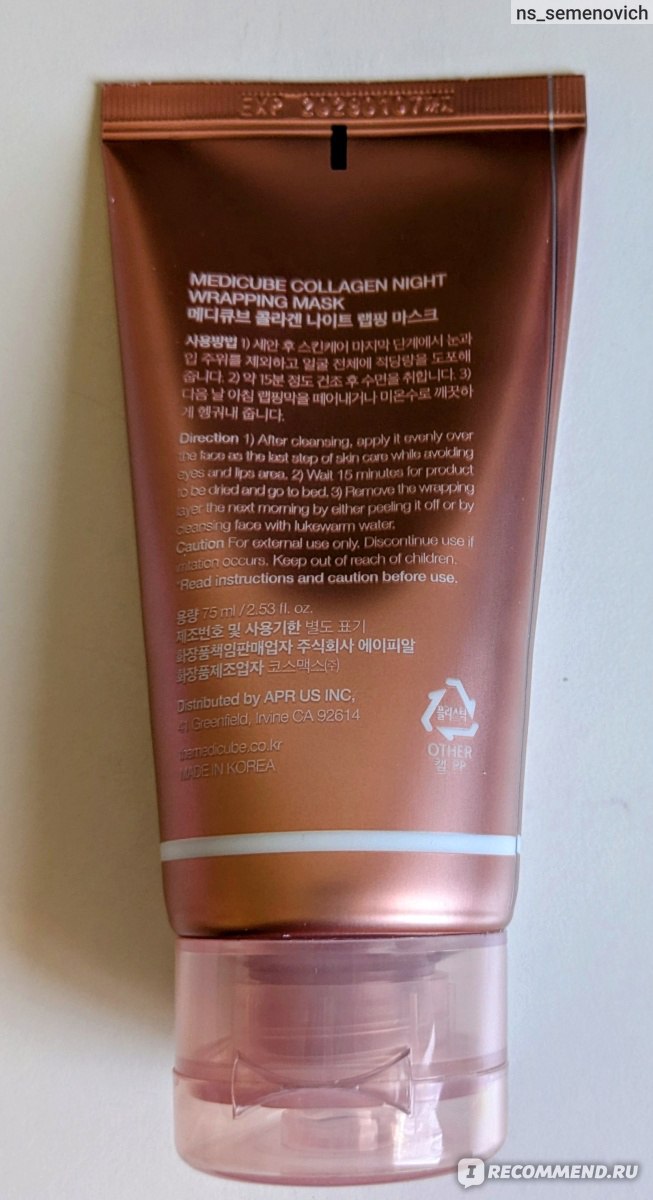 ns_semenovich
EXP 20280107
MEDICUBE COLLAGEN NIGHT
WRAPPING MASK
메디큐브 콜라겐 나이트 랩핑 마스크
사용방법 1) 세안 후 스킨케어 마지막 단계에서 눈과
입 주위를 제외하고 얼굴 전체에 적당량을 도포해
줍니다. 2) 약 15분 정도 건조 후 수면을 취합니다. 3)
다음 날 아침 랩핑막을 떼어내거나 미온수로 깨끗하
게 헹궈내 줍니다.
Direction 1) After cleansing, apply it evenly over
the face as the last step of skin care while avoiding
eyes and lips area. 2) Wait 15 minutes for product
to be dried and go to bed. 3) Remove the wrapping
layer the next morning by either peeling it off or by
cleansing face with lukewarm water.
Caution For external use only. Discontinue use if
irritation occurs. Keep out of reach of children.
*Read instructions and caution before use.
용량 75 ml / 2.53 fl. oz.
제조번호 및 사용기한 별도 표기
화장품책임판매업자 주식회사 에이피알
화장품제조업자 코스맥스㈜
Distributed by APR US INC,
41 Greenfield, Irvine CA 92614
themedicube.co.kr
MADE IN KOREA
플라스틱
OTHER
캡 PP
IRECOMMEND.RU